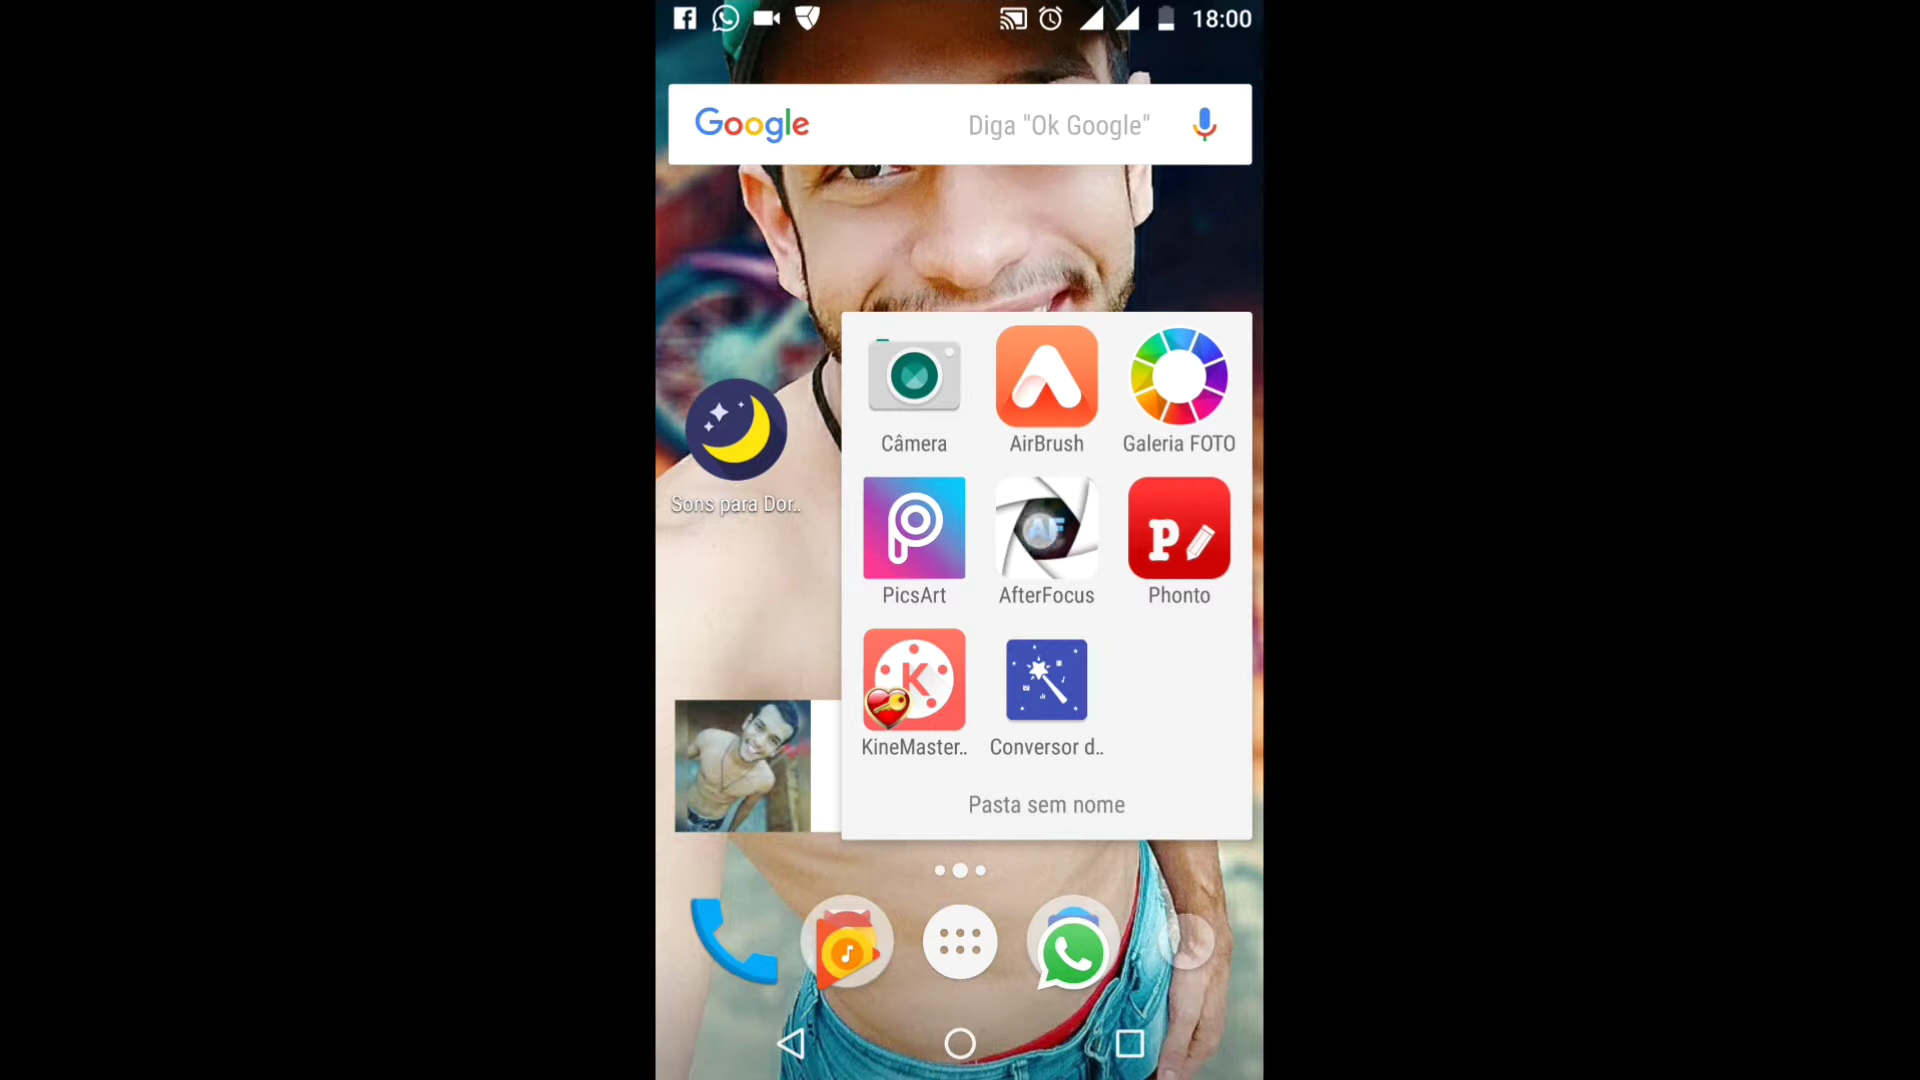 18:00
Google
Diga "Ok Google"
Câmera
AirBrush
Galeria FOTO
Sons para Dor..
AF
P
PicsArt
AfterFocus
Phonto
K
KineMaster..
Conversor d..
Pasta sem nome